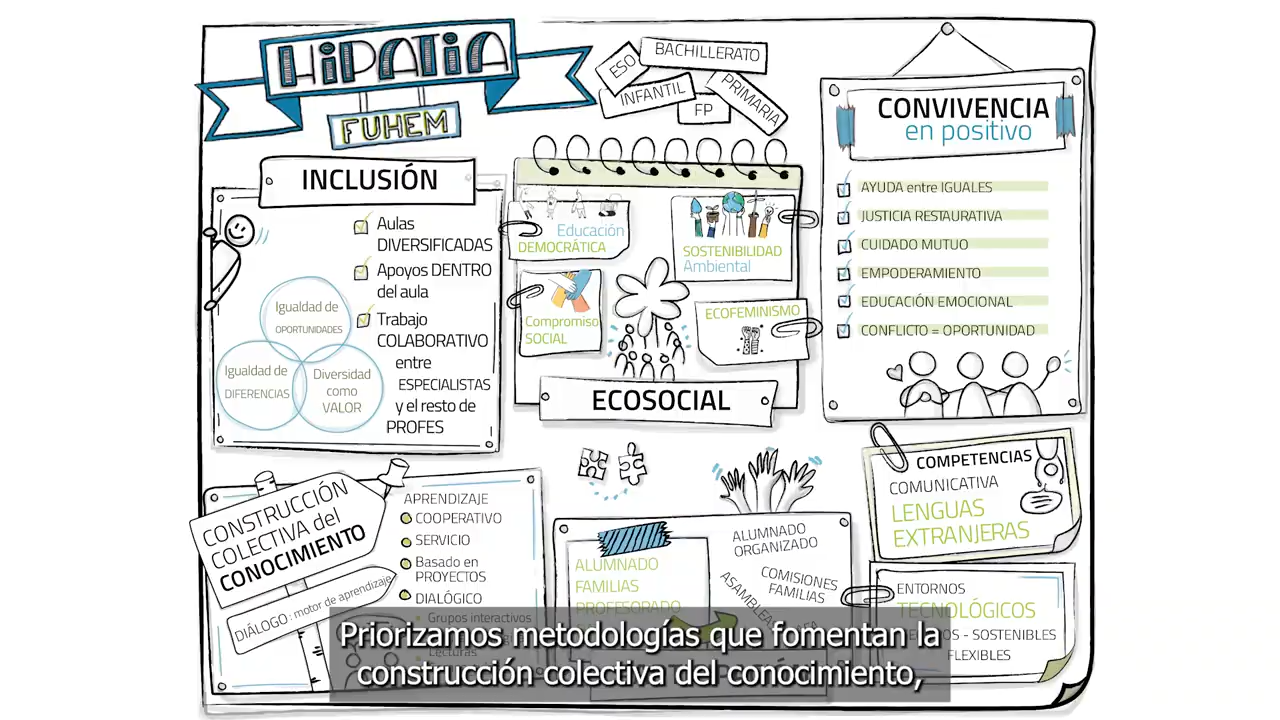 HiPATiA
FUHEM
ESO
BACHILLERATO
INFANTIL
FP
PRIMARIA
INCLUSIÓN
Aulas
DIVERSIFICADAS
Apoyos DENTRO
del aula
Trabajo
COLABORATIVO
entre
ESPECIALISTAS
y el resto de
PROFES
Igualdad de
OPORTUNIDADES
Igualdad de
DIFERENCIAS
Diversidad
como
VALOR
Educación
DEMOCRÁTICA
SOSTENIBILIDAD
Ambiental
Compromiso
SOCIAL
ECOFEMINISMO
ECOSOCIAL
CONVIVENCIA
en positivo
AYUDA entre IGUALES
JUSTICIA RESTAURATIVA
CUIDADO MUTUO
EMPODERAMIENTO
EDUCACIÓN EMOCIONAL
CONFLICTO = OPORTUNIDAD
CONSTRUCCIÓN
COLECTIVA del
CONOCIMIENTO
DIÁLOGO: motor de aprendizaje
APRENDIZAJE
COOPERATIVO
SERVICIO
Basado en
PROYECTOS
DIALÓGICO
Grupos interactivos
ALUMNADO
FAMILIAS
PROFESORADO
ALUMNADO
ORGANIZADO
COMISIONES
FAMILIAS
COMPETENCIAS
COMUNICATIVA
LENGUAS
EXTRANJERAS
ENTORNOS
TECNOLÓGICOS
- SOSTENIBLES
FLEXIBLES
Priorizamos metodologías que fomentan la
construcción colectiva del conocimiento,